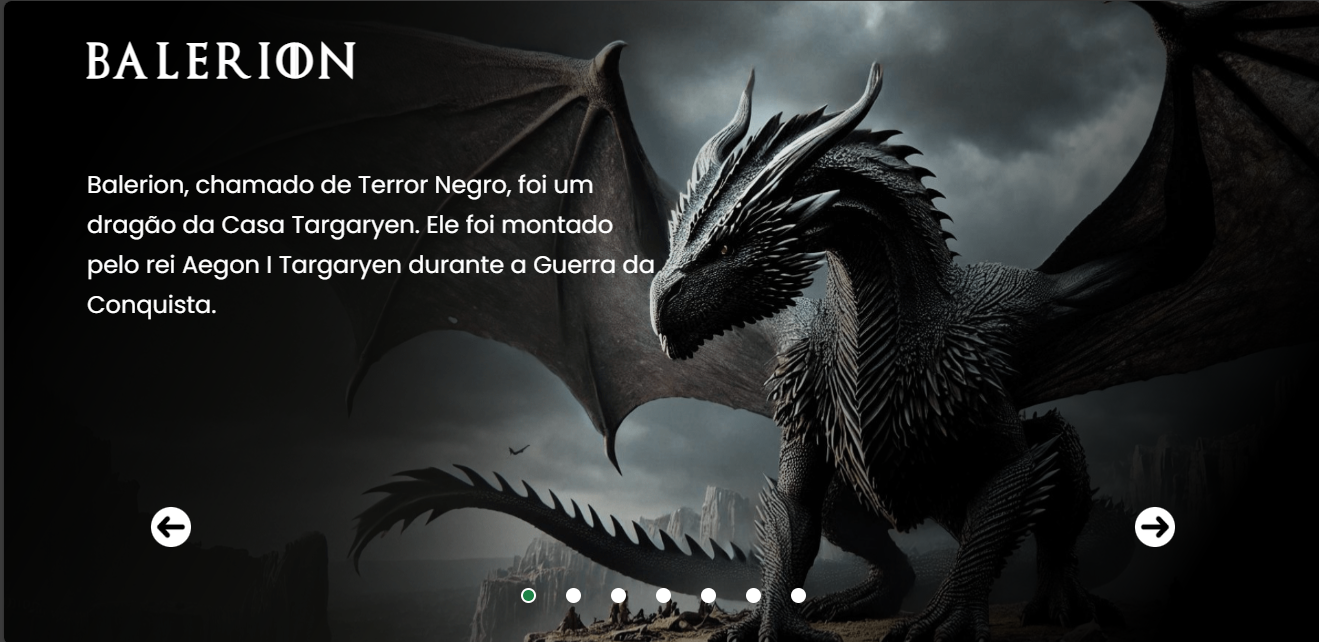 BALERION
Balerion, chamado de Terror Negro, foi um
dragão da Casa Targaryen. Ele foi montado
pelo rei Aegon I Targaryen durante a Guerra da
Conquista.